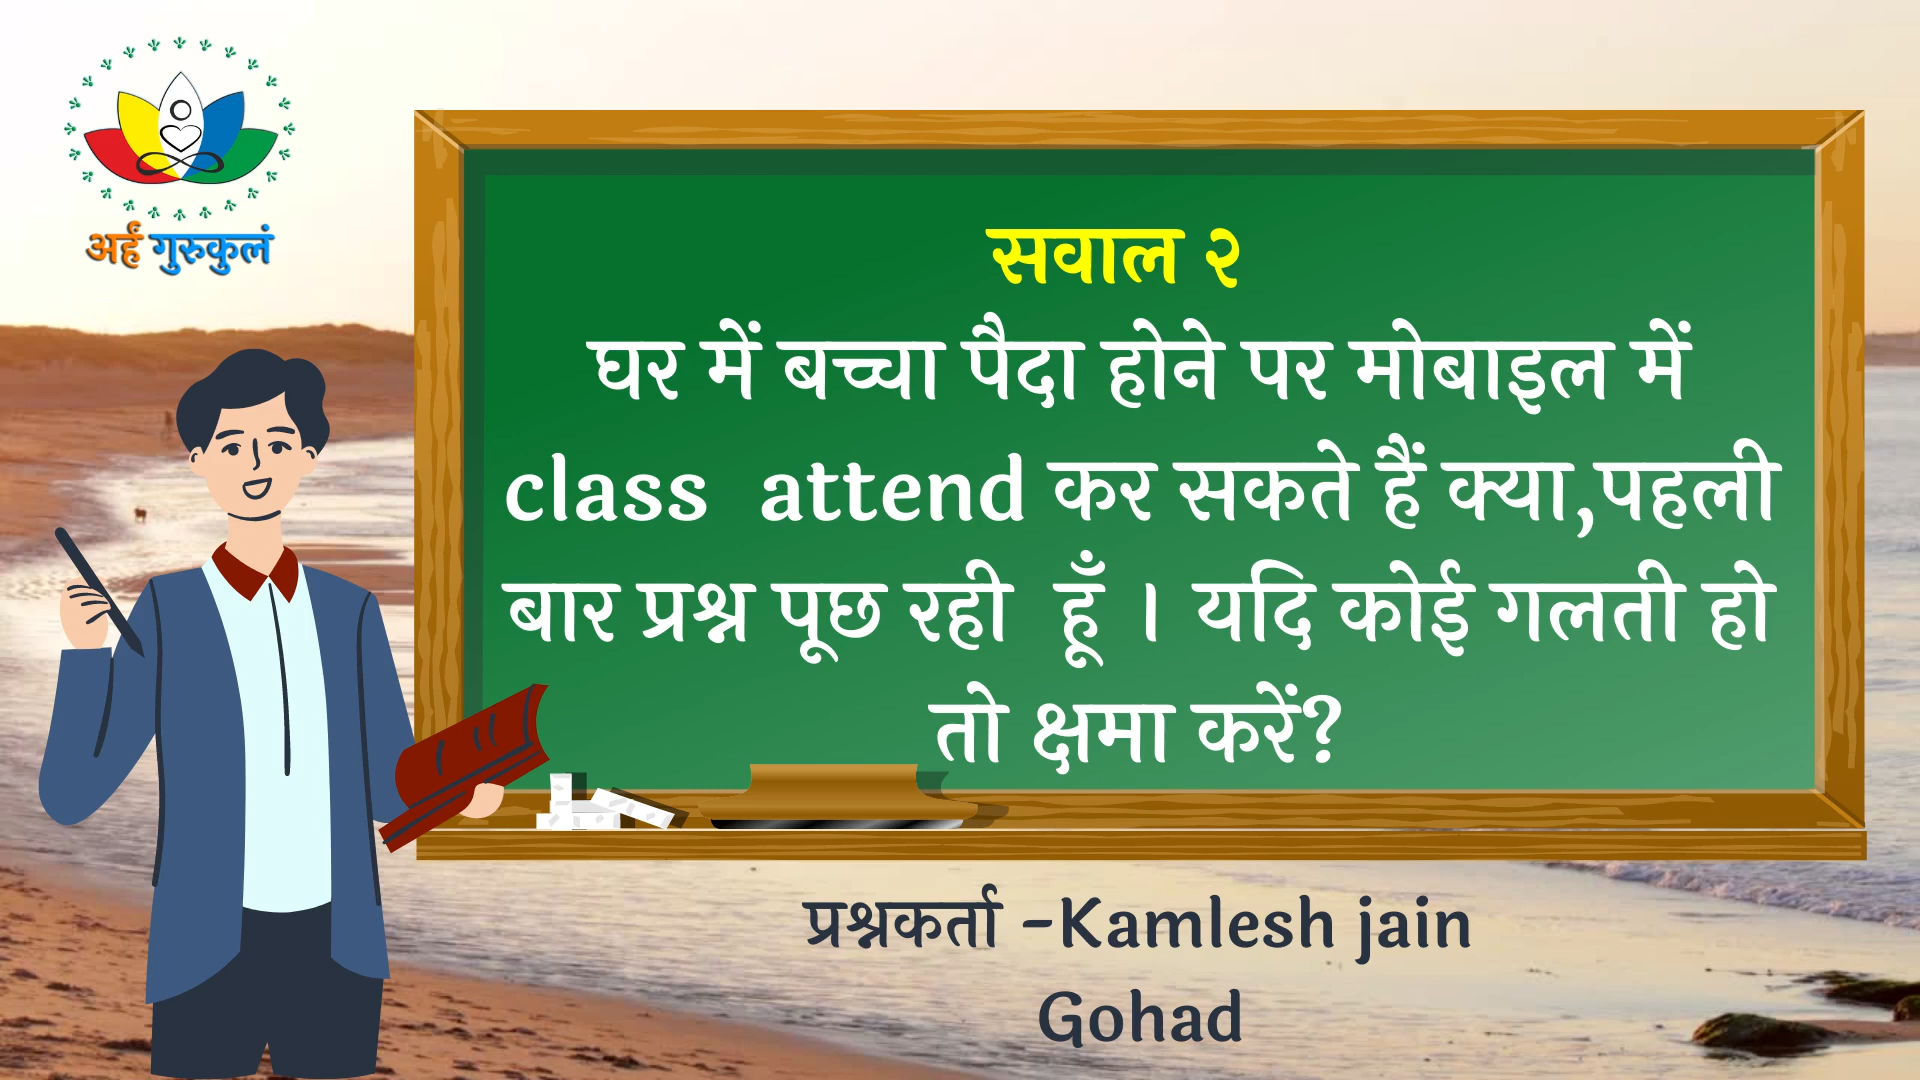 अर्हं गुरुकुलं
सवाल २
घर में बच्चा पैदा होने पर मोबाइल में
class attend कर सकते हैं क्या,पहली
बार प्रश्न पूछ रही हूँ । यदि कोई गलती हो
तो क्षमा करें?
प्रश्नकर्ता -Kamlesh jain
Gohad